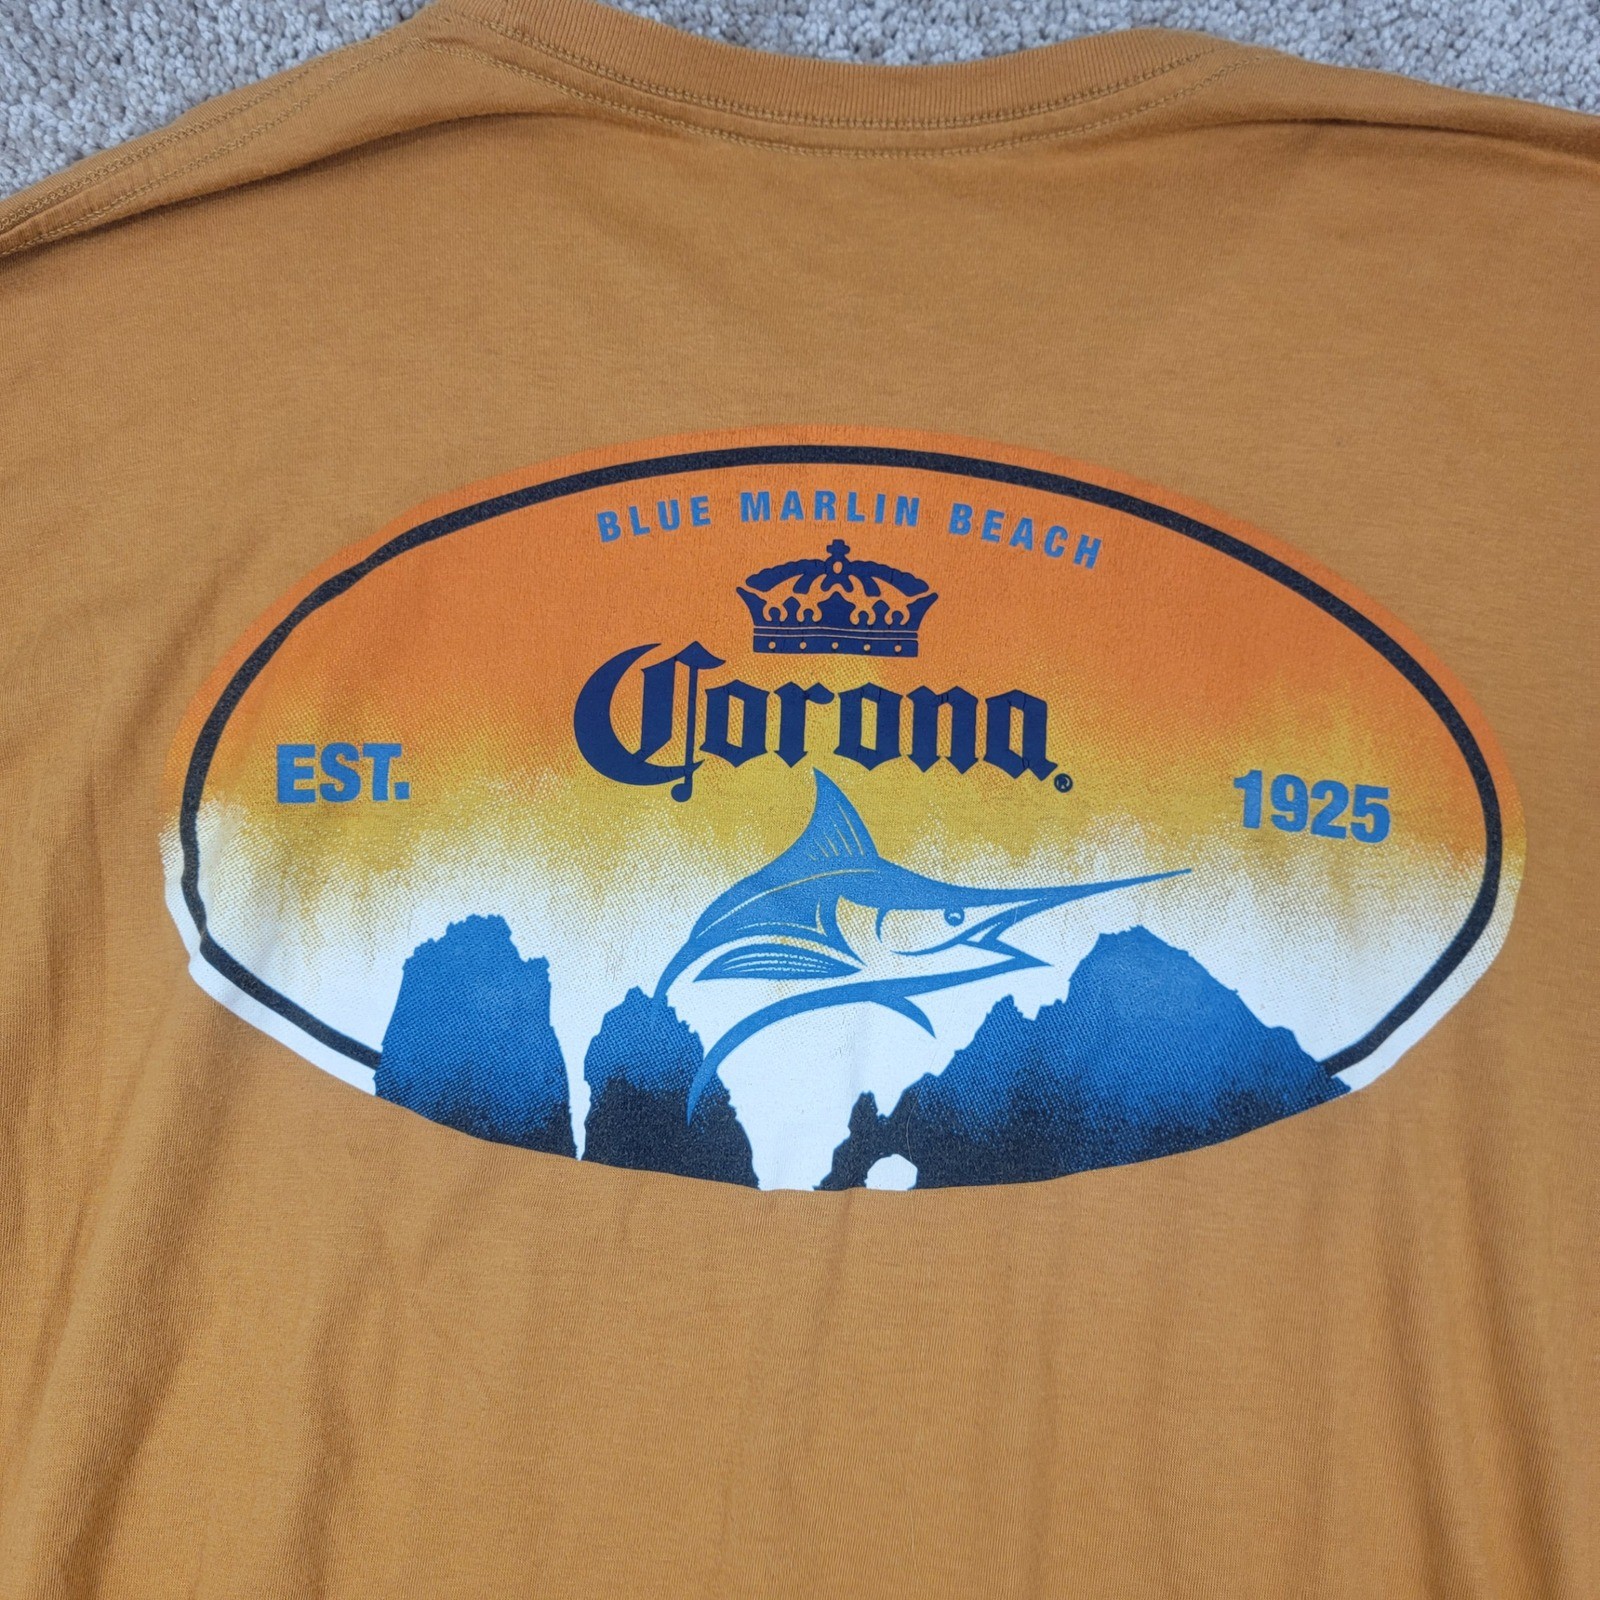 BLUE MARLIN BEACH
Corona®
EST. 1925